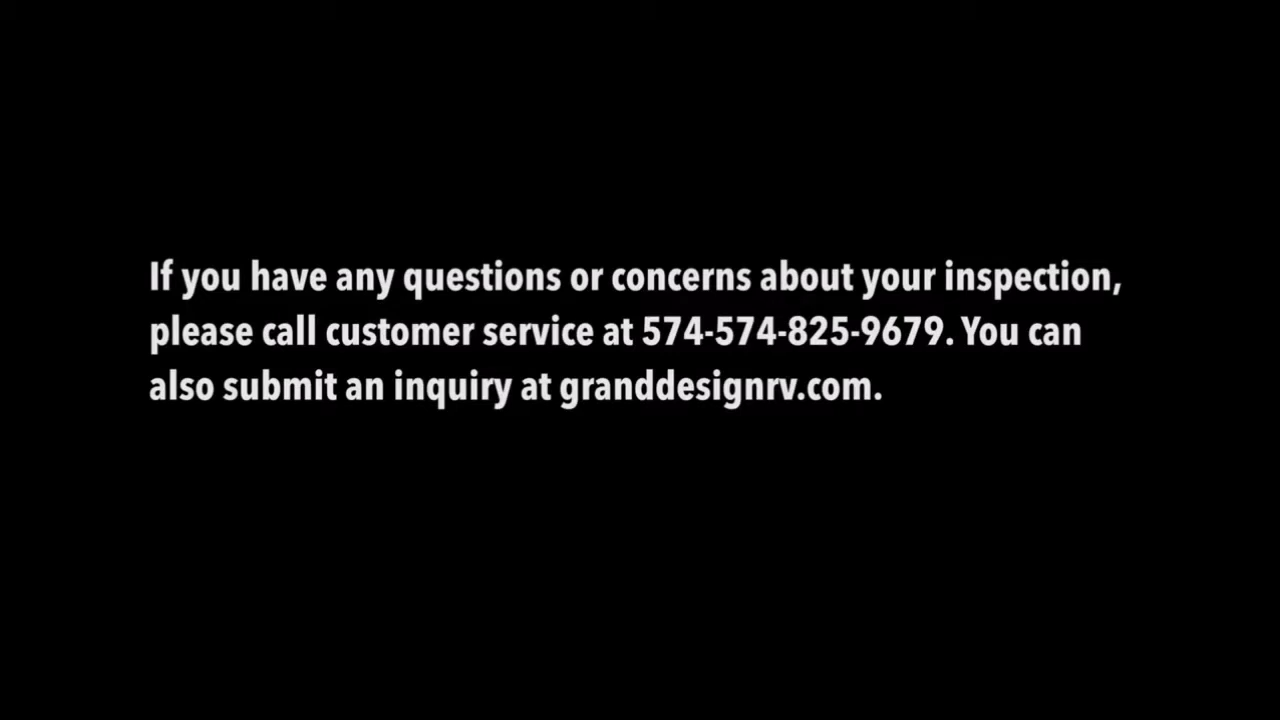 If you have any questions or concerns about your inspection,
please call customer service at 574-574-825-9679. You can
also submit an inquiry at granddesignrv.com.